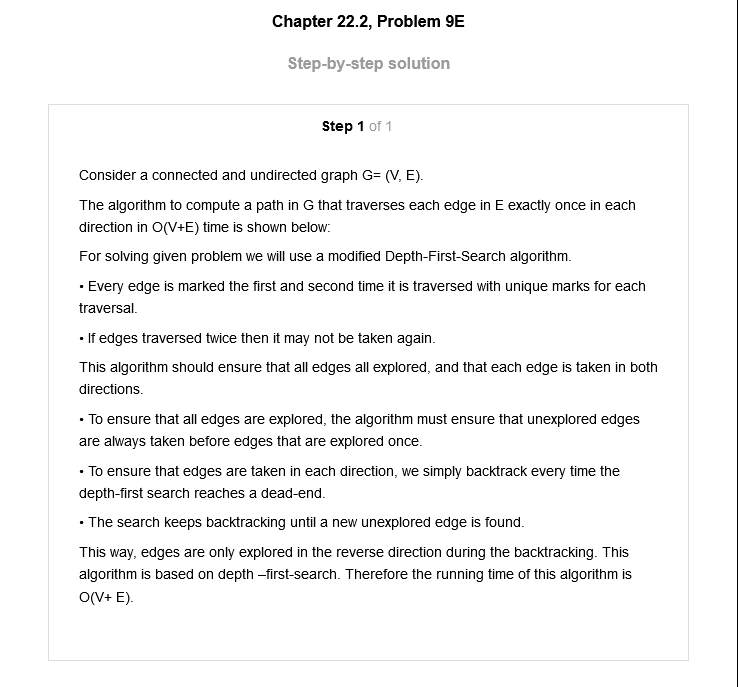 Chapter 22.2, Problem 9E
Step-by-step solution
Step 1 of 1
Consider a connected and undirected graph G= (V, E).
The algorithm to compute a path in G that traverses each edge in E exactly once in each
direction in O(V+E) time is shown below:
For solving given problem we will use a modified Depth-First-Search algorithm.
• Every edge is marked the first and second time it is traversed with unique marks for each
traversal.
• If edges traversed twice then it may not be taken again.
This algorithm should ensure that all edges all explored, and that each edge is taken in both
directions.
• To ensure that all edges are explored, the algorithm must ensure that unexplored edges
are always taken before edges that are explored once.
• To ensure that edges are taken in each direction, we simply backtrack every time the
depth-first search reaches a dead-end.
• The search keeps backtracking until a new unexplored edge is found.
This way, edges are only explored in the reverse direction during the backtracking. This
algorithm is based on depth –first-search. Therefore the running time of this algorithm is
O(V+ E).